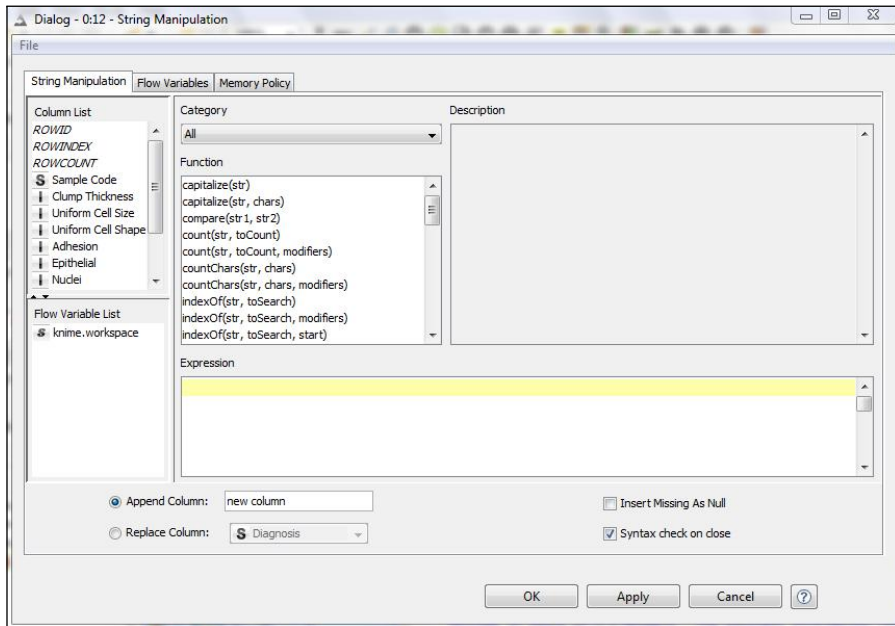 Dialog - 0:12 - String Manipulation
File
String Manipulation Flow Variables Memory Policy
Column List
ROWID
ROWINDEX
ROWCOUNT
S Sample Code
I Clump Thickness
I Uniform Cell Size
I Uniform Cell Shape
I Adhesion
I Epithelial
I Nuclei
Flow Variable List
s knime.workspace
Category
All
Function
capitalize(str)
capitalize(str, chars)
compare(str1, str2)
count(str, toCount)
count(str, toCount, modifiers)
countChars(str, chars)
countChars(str, chars, modifiers)
indexOf(str, toSearch)
indexOf(str, toSearch, modifiers)
indexOf(str, toSearch, start)
Description
Expression
Append Column: new column
Insert Missing As Null
Replace Column: S Diagnosis
Syntax check on close
OK Apply Cancel ?